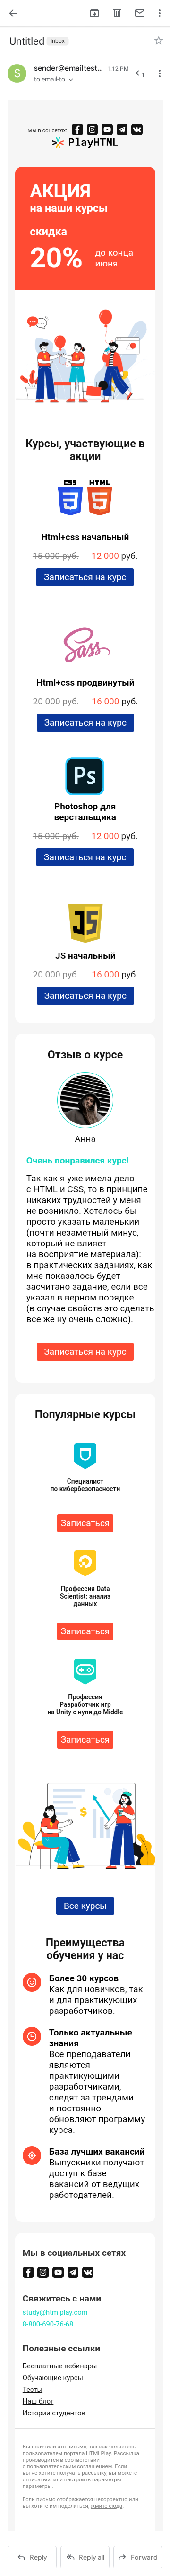 Untitled
Inbox
sender@emailtest... 1:12 PM
to email-to
S
Мы в соцсетях:
PlayHTML
АКЦИЯ
на наши курсы
скидка
20%
до конца
июня
Курсы, участвующие в
акции
CSS HTML
Html+css начальный
15 000 руб. 12 000 руб.
Записаться на курс
Sass
Html+css продвинутый
20 000 руб. 16 000 руб.
Записаться на курс
Ps
Photoshop для
верстальщика
15 000 руб. 12 000 руб.
Записаться на курс
JS
JS начальный
20 000 руб. 16 000 руб.
Записаться на курс
Отзыв о курсе
Анна
Очень понравился курс!
Так как я уже имела дело
с HTML и CSS, то в принципе
никаких трудностей у меня
не возникло. Хотелось бы
просто указать маленький
(почти незаметный минус,
который не влияет
на восприятие материала):
в практических заданиях, как
мне показалось будет
засчитано задание, если все
указал в верном порядке
(в случае свойств это сделать
все же ну очень сложно).
Записаться на курс
Популярные курсы
Специалист
по кибербезопасности
Записаться
Профессия Data
Scientist: анализ
данных
Записаться
Профессия
Разработчик игр
на Unity с нуля до Middle
Записаться
Все курсы
Преимущества
обучения у нас
Более 30 курсов
Как для новичков, так
и для практикующих
разработчиков.
Только актуальные
знания
Все преподаватели
являются
практикующими
разработчиками,
следят за трендами
и постоянно
обновляют программу
курса.
База лучших вакансий
Выпускники получают
доступ к базе
вакансий от ведущих
работодателей.
Мы в социальных сетях
Свяжитесь с нами
study@htmlplay.com
8-800-690-76-68
Полезные ссылки
Бесплатные вебинары
Обучающие курсы
Тесты
Наш блог
Истории студентов
Вы получили это письмо, так как являетесь
пользователем портала HTMLPlay. Рассылка
производится в соответствии
с пользовательским соглашением. Если
вы не хотите получать рассылку, вы можете
отписаться или настроить параметры
параметры.
Если письмо отображается некорректно или
вы хотите им поделиться, жмите сюда.
Reply
Reply all
Forward